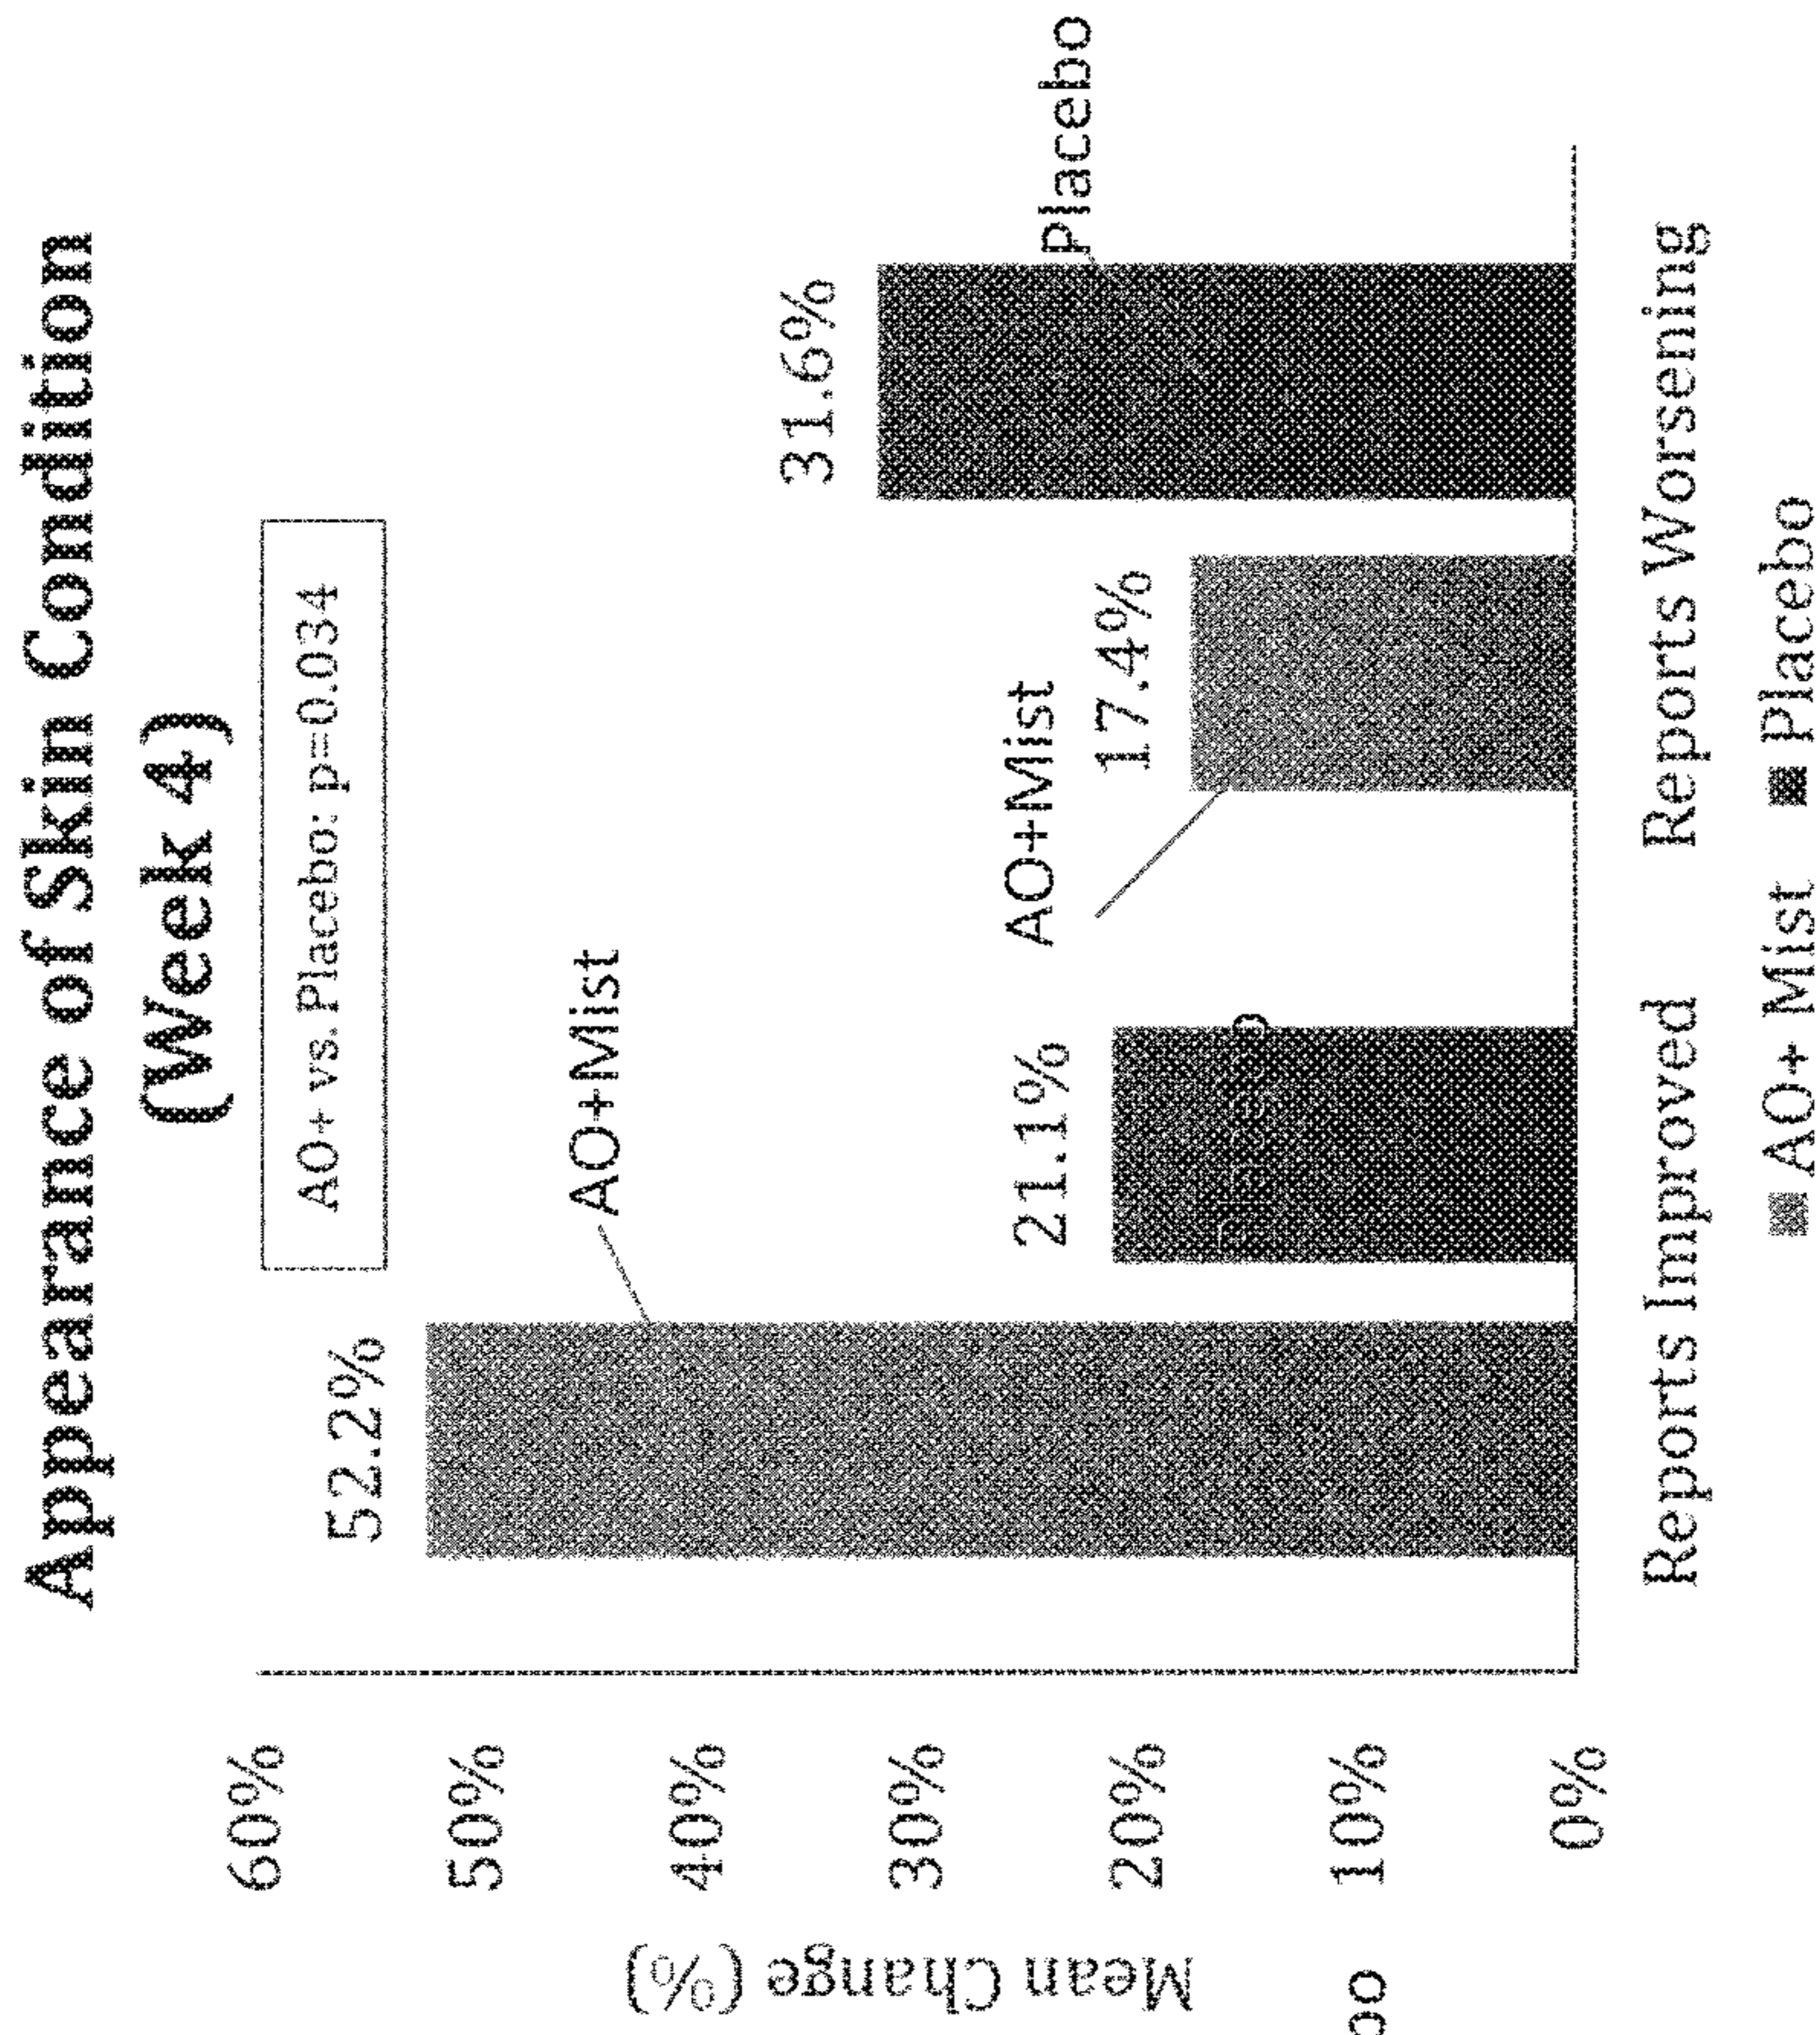 Appearance of Skin Condition
(Week 4)
AO+ vs. Placebo: p=0.034
Mean Change (%)
60%
50%
40%
30%
20%
10%
0%
52.2%
AO+Mist
21.1%
Placebo
AO+Mist
17.4%
31.6%
Placebo
Reports Improved
Reports Worsening
AO+ Mist
Placebo
oo